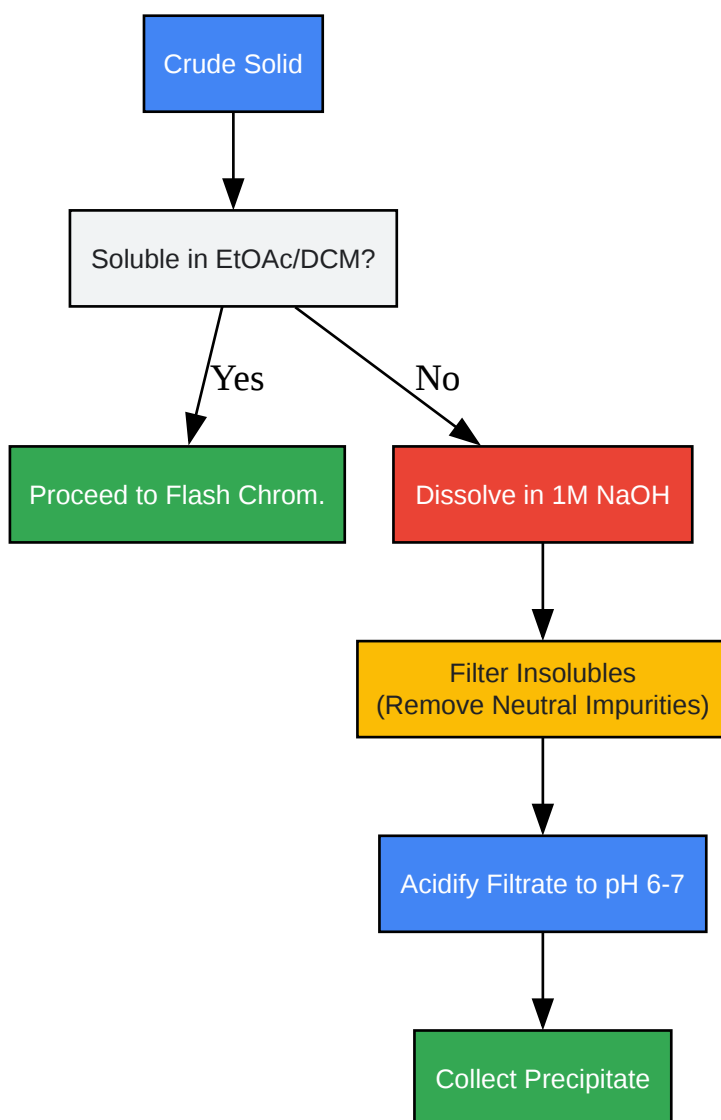 Crude Solid
Soluble in EtOAc/DCM?
Yes
No
Proceed to Flash Chrom.
Dissolve in 1M NaOH
Filter Insolubles
(Remove Neutral Impurities)
Acidify Filtrate to pH 6-7
Collect Precipitate